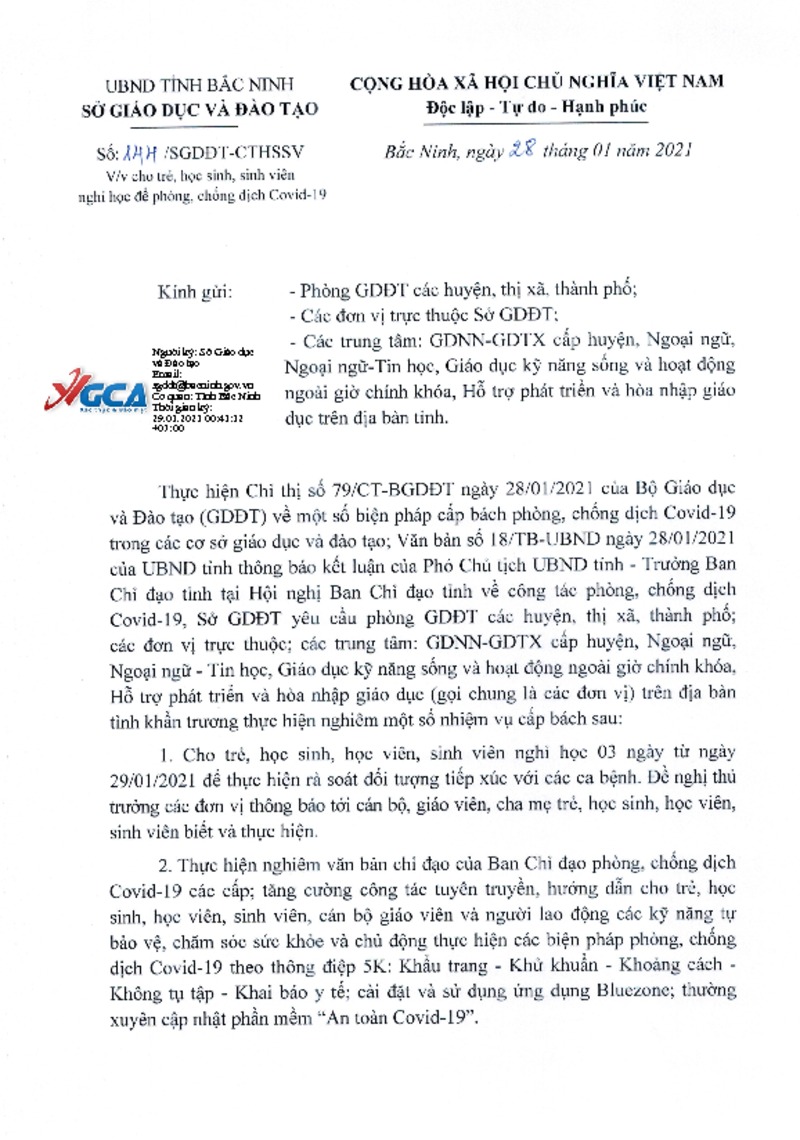 UBND TỈNH BẮC NINH
SỞ GIÁO DỤC VÀ ĐÀO TẠO
CỘNG HÒA XÃ HỘI CHỦ NGHĨA VIỆT NAM
Độc lập - Tự do - Hạnh phúc
Số: /SGDĐT-CTHSSV
V/v cho trẻ, học sinh, sinh viên
nghỉ học để phòng, chống dịch Covid-19
Bắc Ninh, ngày 28 tháng 01 năm 2021
Kính gửi:
- Phòng GDĐT các huyện, thị xã, thành phố;
- Các đơn vị trực thuộc Sở GDĐT;
- Các trung tâm: GDNN-GDTX cấp huyện, Ngoại ngữ,
Ngoại ngữ-Tin học, Giáo dục kỹ năng sống và hoạt động
ngoài giờ chính khóa, Hỗ trợ phát triển và hòa nhập giáo
dục trên địa bàn tỉnh.
VGCA
Người ký: Sở Giáo dục
và Đào tạo
Email:
sgddt@bacninh.gov.vn
Cơ quan: Tỉnh Bắc Ninh
Thời gian ký:
29.01.2021 00:41:12
+07:00
Thực hiện Chỉ thị số 79/CT-BGDĐT ngày 28/01/2021 của Bộ Giáo dục
và Đào tạo (GDĐT) về một số biện pháp cấp bách phòng, chống dịch Covid-19
trong các cơ sở giáo dục và đào tạo; Văn bản số 18/TB-UBND ngày 28/01/2021
của UBND tỉnh thông báo kết luận của Phó Chủ tịch UBND tỉnh - Trưởng Ban
Chỉ đạo tỉnh tại Hội nghị Ban Chỉ đạo tỉnh về công tác phòng, chống dịch
Covid-19, Sở GDĐT yêu cầu phòng GDĐT các huyện, thị xã, thành phố;
các đơn vị trực thuộc; các trung tâm: GDNN-GDTX cấp huyện, Ngoại ngữ,
Ngoại ngữ - Tin học, Giáo dục kỹ năng sống và hoạt động ngoài giờ chính khóa,
Hỗ trợ phát triển và hòa nhập giáo dục (gọi chung là các đơn vị) trên địa bàn
tỉnh khẩn trương thực hiện nghiêm một số nhiệm vụ cấp bách sau:
1. Cho trẻ, học sinh, học viên, sinh viên nghỉ học 03 ngày từ ngày
29/01/2021 để thực hiện rà soát đối tượng tiếp xúc với các ca bệnh. Đề nghị thủ
trưởng các đơn vị thông báo tới cán bộ, giáo viên, cha mẹ trẻ, học sinh, học viên,
sinh viên biết và thực hiện.
2. Thực hiện nghiêm văn bản chỉ đạo của Ban Chỉ đạo phòng, chống dịch
Covid-19 các cấp; tăng cường công tác tuyên truyền, hướng dẫn cho trẻ, học
sinh, học viên, sinh viên, cán bộ giáo viên và người lao động các kỹ năng tự
bảo vệ, chăm sóc sức khỏe và chủ động thực hiện các biện pháp phòng, chống
dịch Covid-19 theo thông điệp 5K: Khẩu trang - Khử khuẩn - Khoảng cách -
Không tụ tập - Khai báo y tế; cài đặt và sử dụng ứng dụng Bluezone; thường
xuyên cập nhật phần mềm “An toàn Covid-19”.